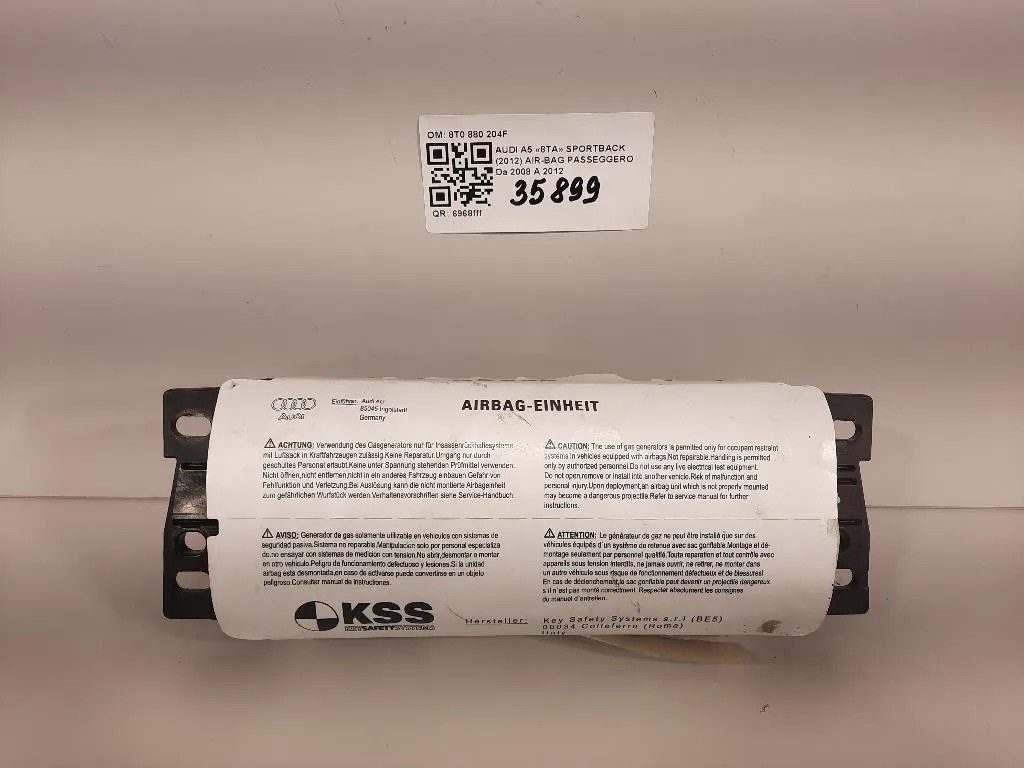 OM: 8T0 880 204F
AUDI A5 «8TA» SPORTBACK
(2012) AIR-BAG PASSEGGERO
Da 2008 A 2012
35899
QR: 6968fff
Audi
Einführer: Audi AG
85045 Ingolstadt
Germany
AIRBAG-EINHEIT
ACHTUNG: Verwendung des Gasgenerators nur für Insassenrückhaltesysteme
mit Luftsack in Kraftfahrzeugen zulässig.Keine Reparatur.Umgang nur durch
geschultes Personal erlaubt.Keine unter Spannung stehenden Prüfmittel verwenden.
Nicht öffnen,nicht entfernen,nicht in ein anderes Fahrzeug einbauen.Gefahr von
Fehlfunktion und Verletzung.Bei Auslösung kann die nicht montierte Airbageinheit
zum gefährlichen Wurfstück werden.Verhaltensvorschriften siehe Service-Handbuch.
CAUTION: The use of gas generators is permitted only for occupant restraint
systems in vehicles equipped with airbags.Not repairable.Handing is permitted
only by authorized personnel.Do not use any live electrical test equipment.
Do not open,remove or install into another vehicle.Risk of malfunction and
personal injury.Upon deployment,an airbag unit which is not properly mounted
may become a dangerous projectile.Refer to service manual for further
instructions.
AVISO: Generador de gas solamente utilizable en vehiculos con sistemas de
seguridad pasiva.Sistema no reparable.Manipulacion solo por personal especializa
do.no ensayar con sistemas de medicion con tension.No abrir,desmontar o montar
en otro vehiculo.Peligro de funcionamiento defectuoso y lesiones.Si la unidad
airbag está desmontada,en caso de activarse puede convertirse en un objeto
peligroso.Consultar manual de instrucciones.
ATTENTION: Le générateur de gaz ne peut être installé que sur des
véhicules équipés d'un système de retenue avec sac gonflable.Montage et dé-
montage seulement par personnel qualifié.Toute réparation et tout contrôle avec
appareils sous tension interdits, ne jamais ouvrir, ne retirer, ne monter dans
un autre véhicule sous risque de fonctionnement défectueux et de blessures!
En cas de déclenchement,le sac gonflable peut devenir un projectile dangereux
s'il n'est pas monté correctement. Respecter absolument les consignes
du manuel d'entretien.
KSS
KEYSAFETYSYSTEMS
Hersteller: Key Safety Systems s.r.l (BE5)
00034 Colleferro (Roma)
Italy